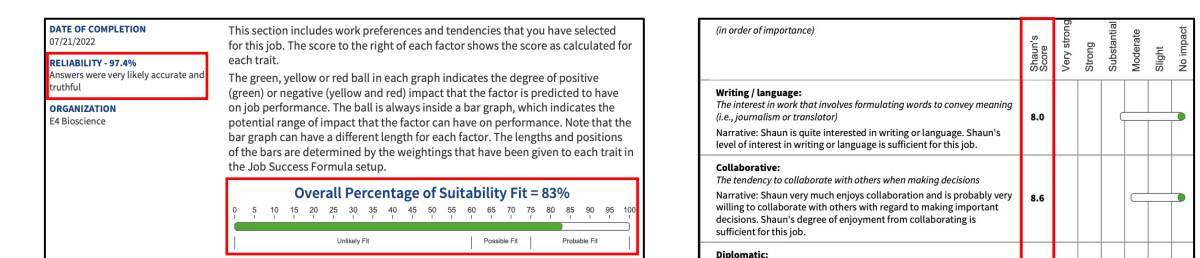 DATE OF COMPLETION
07/21/2022
RELIABILITY - 97.4%
Answers were very likely accurate and
truthful
ORGANIZATION
E4 Bioscience
This section includes work preferences and tendencies that you have selected
for this job. The score to the right of each factor shows the score as calculated for
each trait.
The green, yellow or red ball in each graph indicates the degree of positive
(green) or negative (yellow and red) impact that the factor is predicted to have
on job performance. The ball is always inside a bar graph, which indicates the
potential range of impact that the factor can have on performance. Note that the
bar graph can have a different length for each factor. The lengths and positions
of the bars are determined by the weightings that have been given to each trait in
the Job Success Formula setup.
Overall Percentage of Suitability Fit = 83%
0 5 10 15 20 25 30 35 40 45 50 55 60 65 70 75 80 85 90 95 100
Unlikely Fit Possible Fit Probable Fit
(in order of importance)
Shaun's
Score
Very strong
Strong
Substantial
Moderate
Slight
No impact
Writing / language:
The interest in work that involves formulating words to convey meaning
(i.e., journalism or translator)
8.0
Narrative: Shaun is quite interested in writing or language. Shaun's
level of interest in writing or language is sufficient for this job.
Collaborative:
The tendency to collaborate with others when making decisions
Narrative: Shaun very much enjoys collaboration and is probably very
willing to collaborate with others with regard to making important
8.6
decisions. Shaun's degree of enjoyment from collaborating is
sufficient for this job.
Diplomatic: